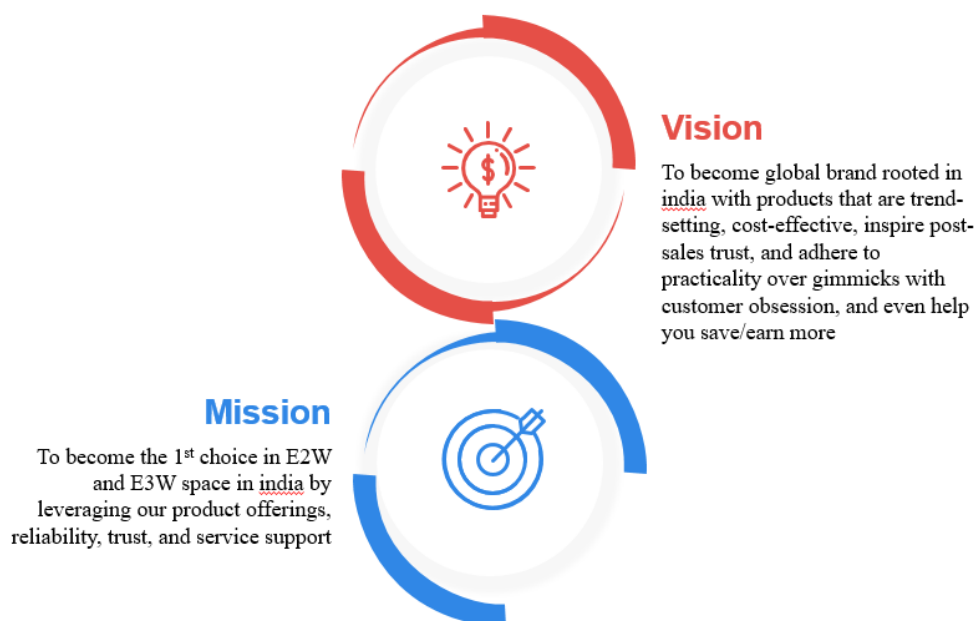 Vision
To become global brand rooted in
india with products that are trend-
setting, cost-effective, inspire post-
sales trust, and adhere to
practicality over gimmicks with
customer obsession, and even help
you save/earn more
Mission
To become the 1st choice in E2W
and E3W space in india by
leveraging our product offerings,
reliability, trust, and service support
$